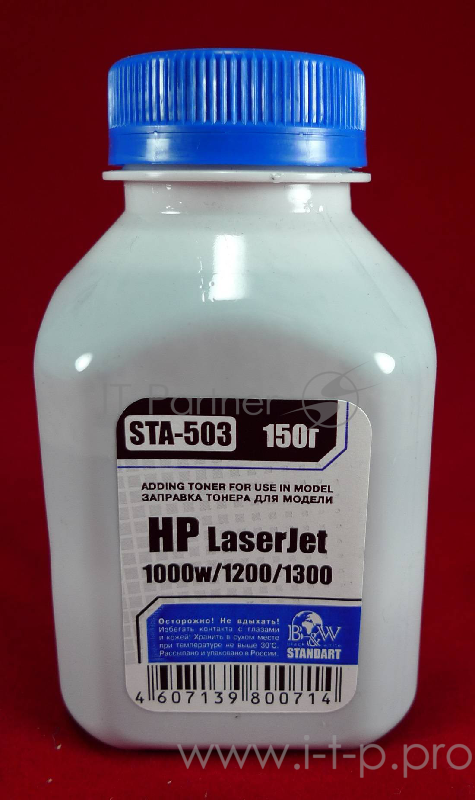 IT Partner
STA-503 150г
ADDING TONER FOR USE IN MODEL
ЗАПРАВКА ТОНЕРА ДЛЯ МОДЕЛИ
HP LaserJet
1000w/1200/1300
Осторожно! Не вдыхать!
Избегать контакта с глазами
и кожей. Хранить в сухом месте
при температуре не выше 30°C.
Расфасовано и упаковано в России.
B&W
STANDART
4 607139 800714
www.i-t-p.pro